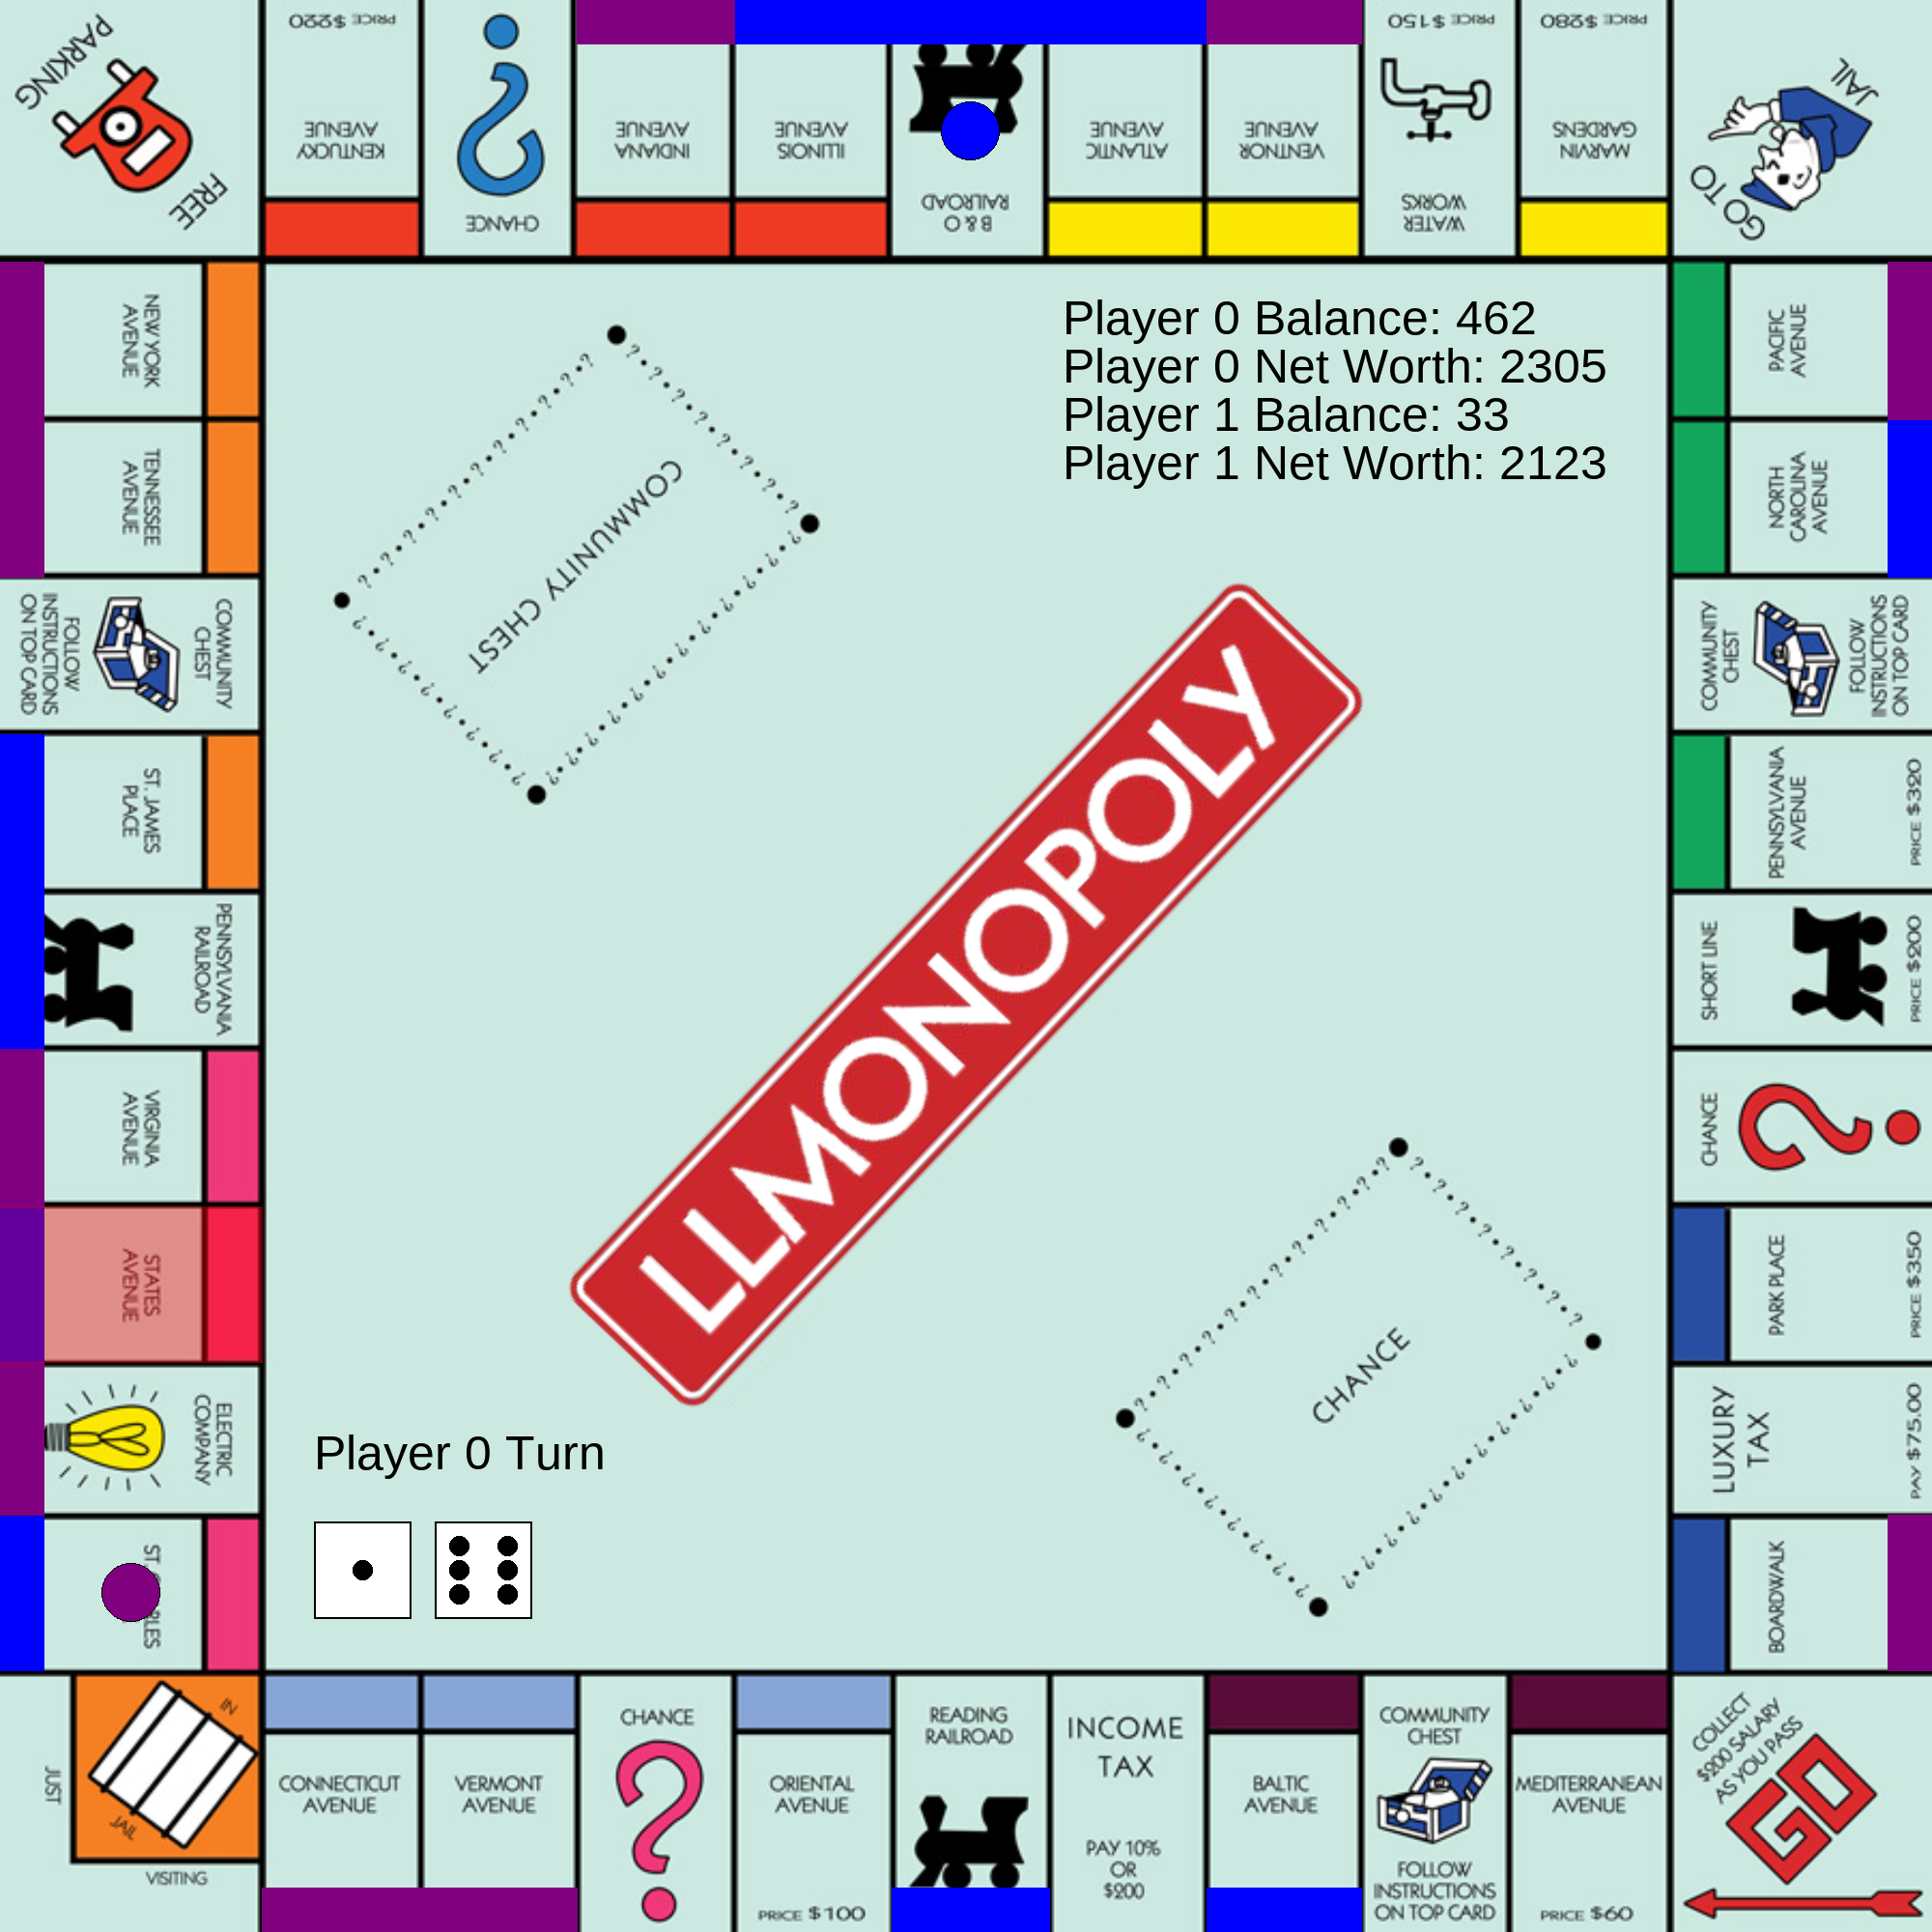 FREE
PARKING
PRICE $220
KENTUCKY
AVENUE
CHANCE
INDIANA
AVENUE
ILLINOIS
AVENUE
B & O
RAILROAD
ATLANTIC
AVENUE
VENTNOR
AVENUE
PRICE $150
WATER
WORKS
PRICE $280
MARVIN
GARDENS
GO TO
JAIL
NEW YORK
AVENUE
TENNESSEE
AVENUE
COMMUNITY
CHEST
FOLLOW
INSTRUCTIONS
ON TOP CARD
ST. JAMES
PLACE
PENNSYLVANIA
RAILROAD
VIRGINIA
AVENUE
STATES
AVENUE
ELECTRIC
COMPANY
ST.
Player 0 Balance: 462
Player 0 Net Worth: 2305
Player 1 Balance: 33
Player 1 Net Worth: 2123
COMMUNITY CHEST
LLMONOPOLY
CHANCE
Player 0 Turn
PACIFIC
AVENUE
NORTH
CAROLINA
AVENUE
COMMUNITY
CHEST
FOLLOW
INSTRUCTIONS
ON TOP CARD
PENNSYLVANIA
AVENUE
PRICE $320
SHORT LINE
PRICE $200
CHANCE
PARK PLACE
PRICE $350
LUXURY
TAX
PAY $75.00
BOARDWALK
IN
JAIL
JUST
VISITING
CONNECTICUT
AVENUE
VERMONT
AVENUE
CHANCE
ORIENTAL
AVENUE
PRICE $100
READING
RAILROAD
INCOME
TAX
PAY 10%
OR
$200
BALTIC
AVENUE
COMMUNITY
CHEST
FOLLOW
INSTRUCTIONS
ON TOP CARD
MEDITERRANEAN
AVENUE
PRICE $60
COLLECT
$200 SALARY
AS YOU PASS
GO